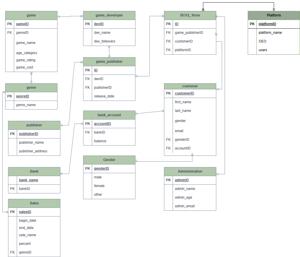 game
PK gameID
FK genreID
game_name
age_category
game_rating
game_cost
game_developer
PK devID
dev_name
dev_followers
PK ID
game_publisherID
FK customerID
FK platformID
Platform
PK platformID
platform_name
CEO
users
game_publisher
PK ID
FK devID
FK publisherID
release_date
genre
PK genreID
genre_name
publisher
PK publisherID
publisher_name
publisher_address
bank_account
PK accountID
FK bankID
balance
customer
PK customerID
first_name
last_name
gender
email
FK genderID
FK accountID
Bank
PK bank_name
bankID
Gender
PK genderID
male
female
other
Administration
PK adminID
admin_name
admin_age
admin_email
Sales
PK salesID
begin_date
end_date
sale_name
percent
FK gameID